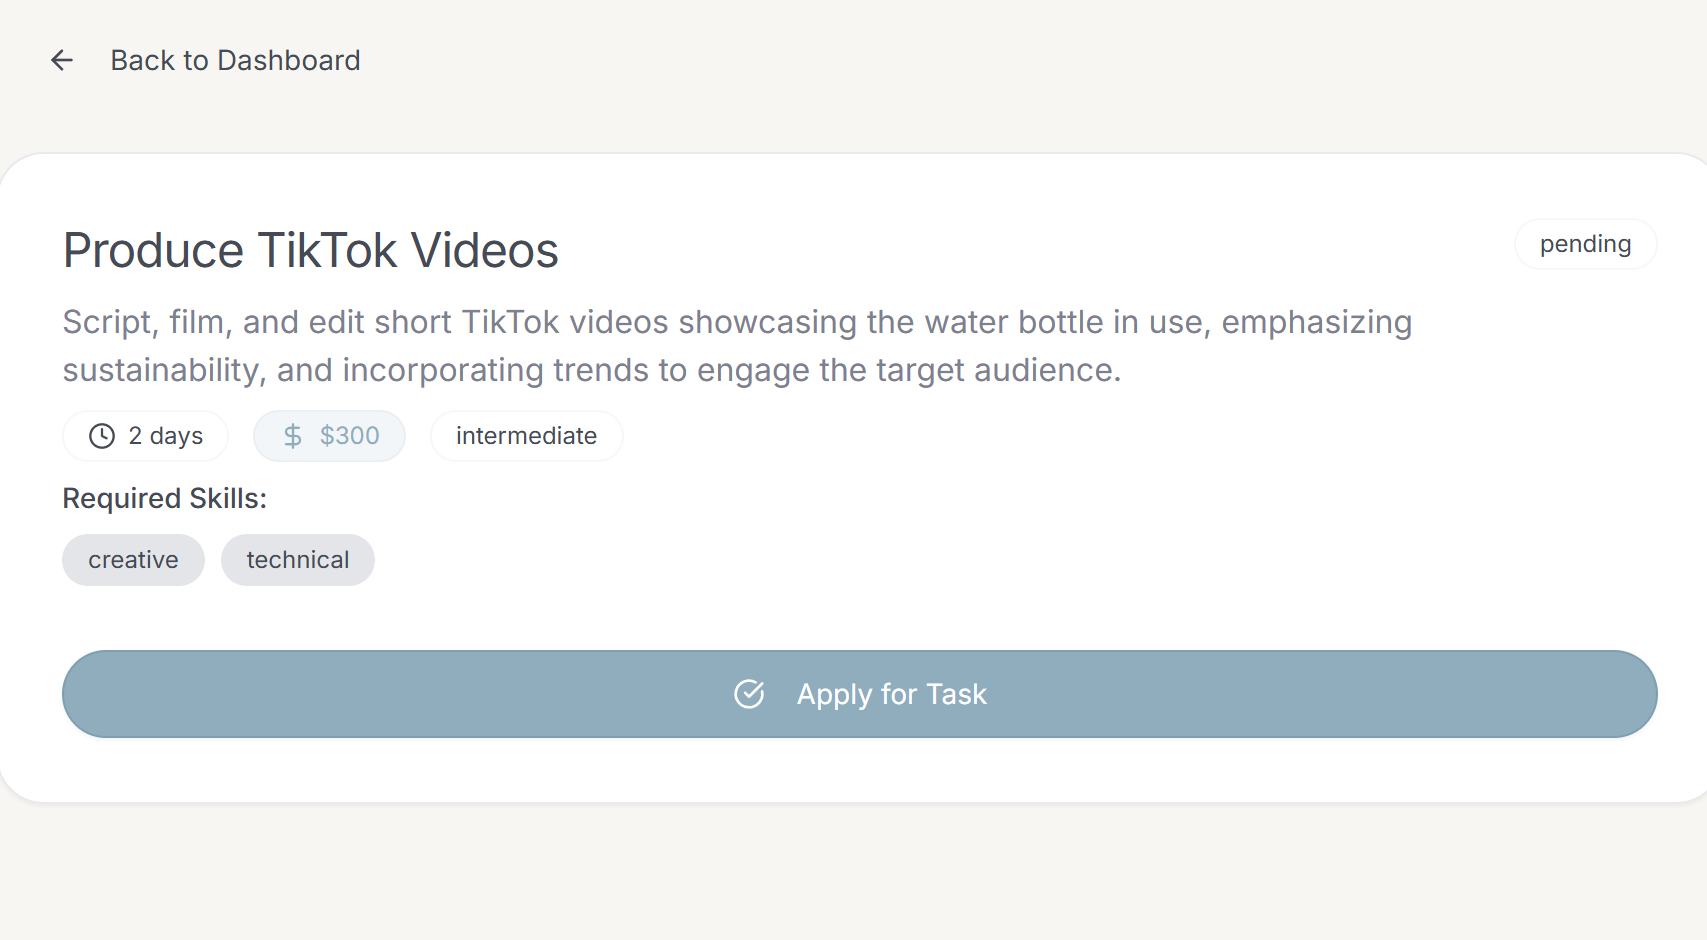 Back to Dashboard
Produce TikTok Videos
pending
Script, film, and edit short TikTok videos showcasing the water bottle in use, emphasizing
sustainability, and incorporating trends to engage the target audience.
2 days
$ $300
intermediate
Required Skills:
creative
technical
Apply for Task